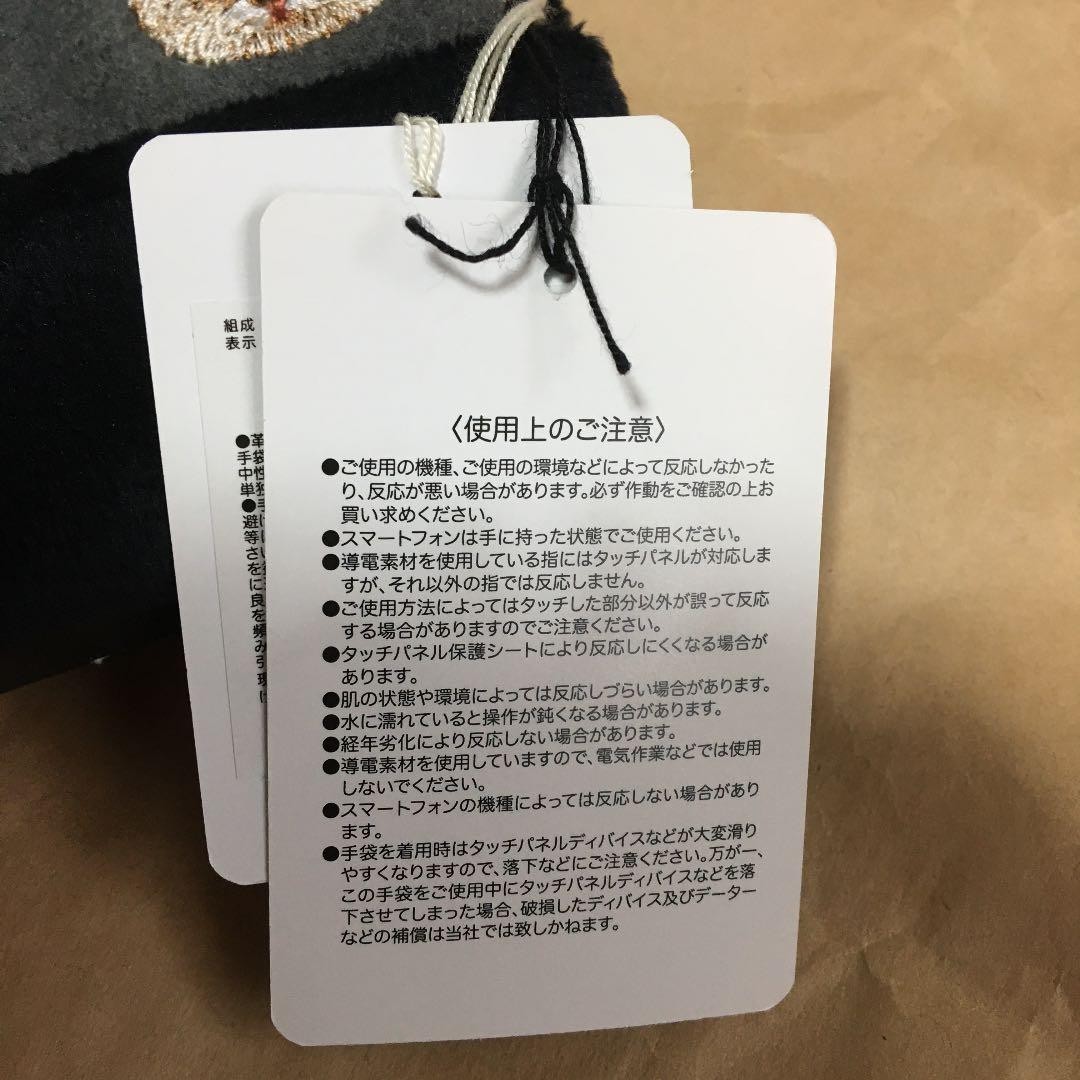 組成
表示
〈使用上のご注意〉
●ご使用の機種、ご使用の環境などによって反応しなかった
り、反応が悪い場合があります。必ず作動をご確認の上お
買い求めください。
●スマートフォンは手に持った状態でご使用ください。
●導電素材を使用している指にはタッチパネルが対応しま
すが、それ以外の指では反応しません。
●ご使用方法によってはタッチした部分以外が誤って反応
する場合がありますのでご注意ください。
●タッチパネル保護シートにより反応しにくくなる場合が
あります。
●肌の状態や環境によっては反応しづらい場合があります。
●水に濡れていると操作が鈍くなる場合があります。
●経年劣化により反応しない場合があります。
●導電素材を使用していますので、電気作業などでは使用
しないでください。
●スマートフォンの機種によっては反応しない場合があり
ます。
●手袋を着用時はタッチパネルディバイスなどが大変滑り
やすくなりますので、落下などにご注意ください。万が一、
この手袋をご使用中にタッチパネルディバイスなどを落
下させてしまった場合、破損したディバイス及びデーター
などの補償は当社では致しかねます。